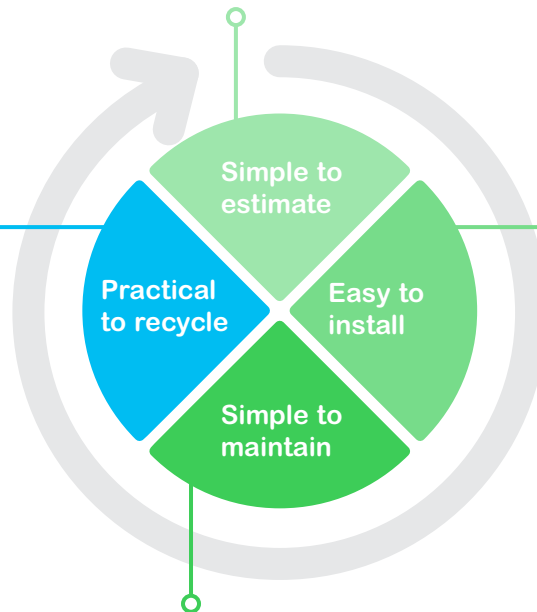 Simple to
estimate
Easy to
install
Simple to
maintain
Practical
to recycle